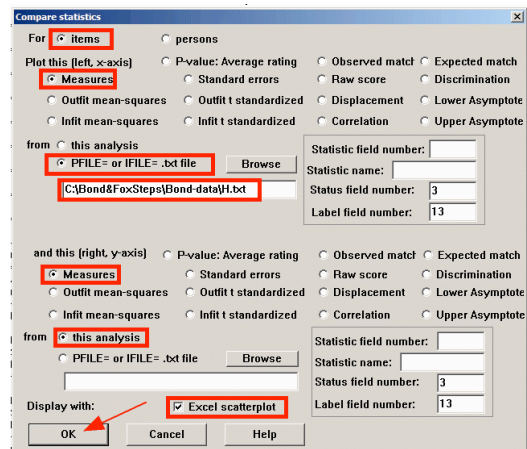 Compare statistics
For items persons
Plot this (left, x-axis) P-value: Average rating Observed match Expected match
Measures Standard errors Raw score Discrimination
Outfit mean-squares Outfit t standardized Displacement Lower Asymptote
Infit mean-squares Infit t standardized Correlation Upper Asymptote
from this analysis Statistic field number:
PFILE= or IFILE= .txt file Browse Statistic name:
C:\Bond&FoxSteps\Bond-data\H.txt Status field number: 3
Label field number: 13
and this (right, y-axis) P-value: Average rating Observed match Expected match
Measures Standard errors Raw score Discrimination
Outfit mean-squares Outfit t standardized Displacement Lower Asymptote
Infit mean-squares Infit t standardized Correlation Upper Asymptote
from this analysis Statistic field number:
PFILE= or IFILE= .txt file Browse Statistic name:
Status field number: 3
Display with: Excel scatterplot Label field number: 13
OK Cancel Help